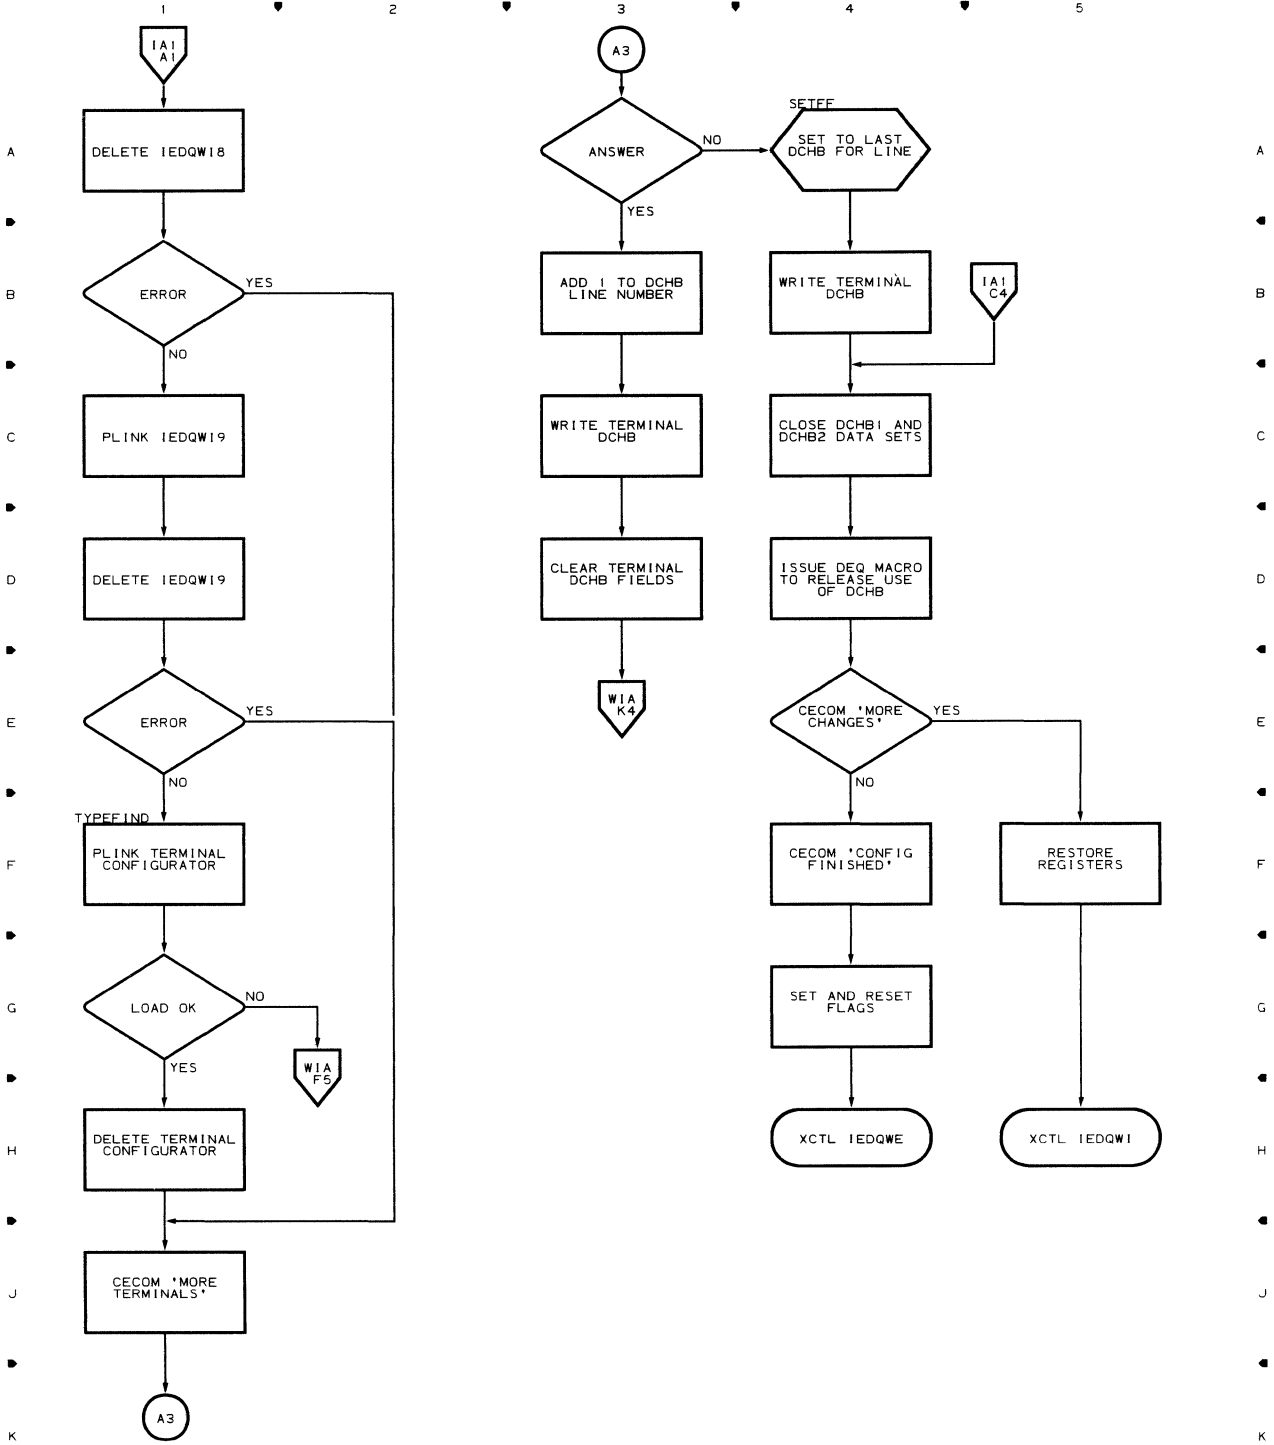 1
2
3
4
5
IA1
A1
DELETE IEDQWI8
ERROR
YES
NO
PLINK IEDQWI9
DELETE IEDQWI9
ERROR
YES
NO
TYPEFIND
PLINK TERMINAL
CONFIGURATOR
LOAD OK
NO
WIA
F5
YES
DELETE TERMINAL
CONFIGURATOR
CECOM 'MORE
TERMINALS'
A3
A3
ANSWER
NO
YES
ADD 1 TO DCHB
LINE NUMBER
WRITE TERMINAL
DCHB
CLEAR TERMINAL
DCHB FIELDS
WIA
K4
SETFF
SET TO LAST
DCHB FOR LINE
WRITE TERMINAL
DCHB
IA1
C4
CLOSE DCHB1 AND
DCHB2 DATA SETS
ISSUE DEQ MACRO
TO RELEASE USE
OF DCHB
CECOM 'MORE
CHANGES'
YES
NO
CECOM 'CONFIG
FINISHED'
SET AND RESET
FLAGS
XCTL IEDQWE
RESTORE
REGISTERS
XCTL IEDQWI
A
B
C
D
E
F
G
H
J
K
A
B
C
D
E
F
G
H
J
K